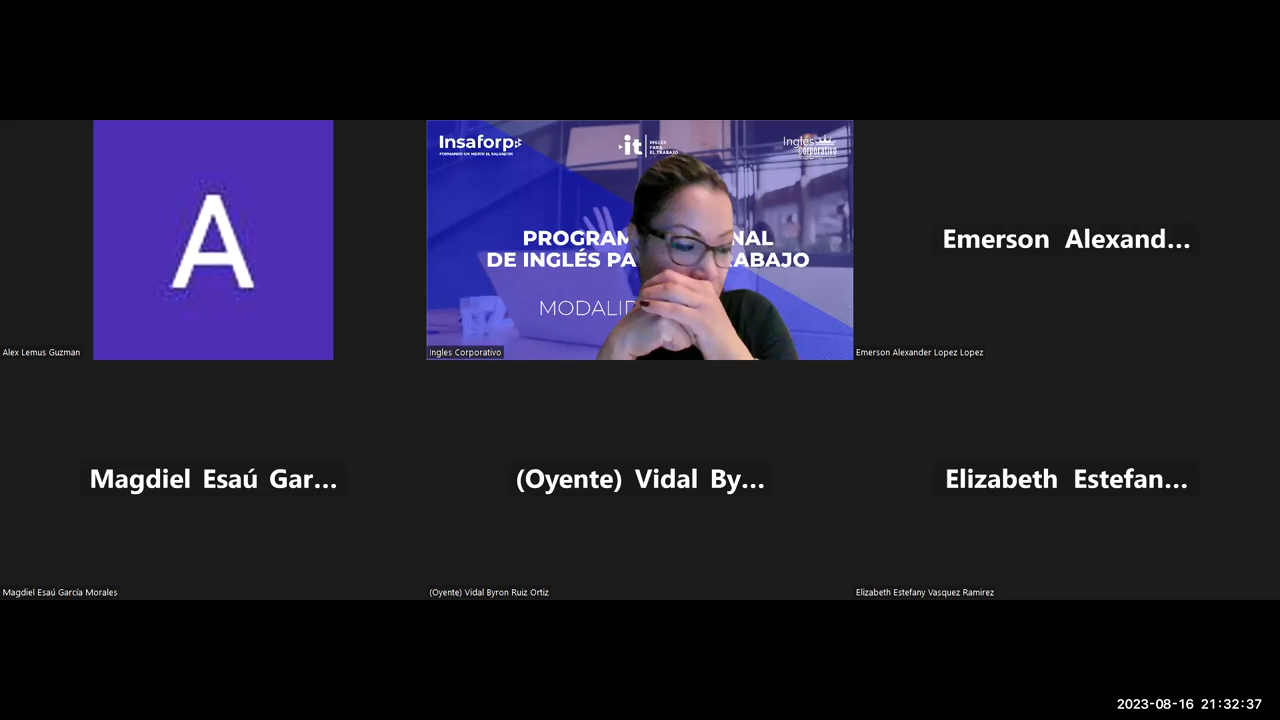 A
Alex Lemus Guzman
Insaforp
FORMANDO UN MEJOR EL SALVADOR
it
INGLÉS
PARA
EL TRABAJO
Inglés
corporativo
PROGRAM NAL
DE INGLÉS PA RABAJO
MODALID
Ingles Corporativo
Emerson Alexand...
Emerson Alexander Lopez Lopez
Magdiel Esaú Gar...
Magdiel Esaú García Morales
(Oyente) Vidal By...
(Oyente) Vidal Byron Ruiz Ortiz
Elizabeth Estefan...
Elizabeth Estefany Vasquez Ramirez
2023-08-16 21:32:37